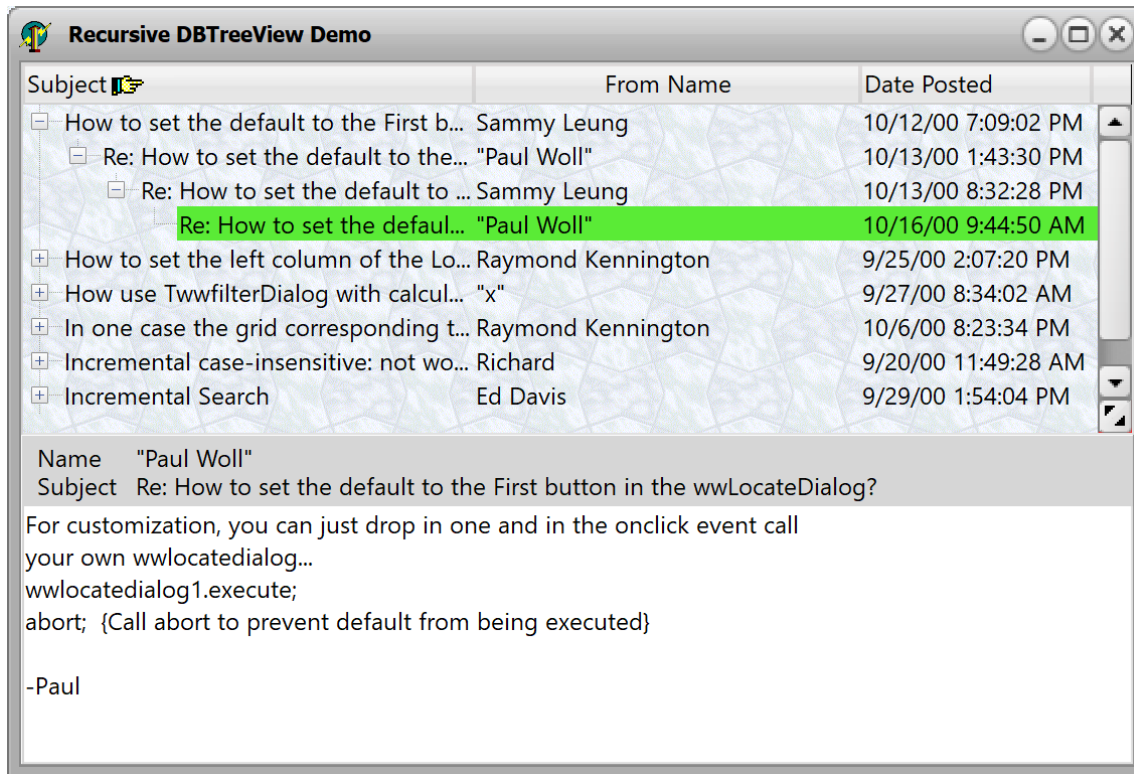 Recursive DBTreeView Demo
Subject From Name Date Posted
How to set the default to the First b... Sammy Leung 10/12/00 7:09:02 PM
Re: How to set the default to the... "Paul Woll" 10/13/00 1:43:30 PM
Re: How to set the default to ... Sammy Leung 10/13/00 8:32:28 PM
Re: How to set the defaul... "Paul Woll" 10/16/00 9:44:50 AM
How to set the left column of the Lo... Raymond Kennington 9/25/00 2:07:20 PM
How use TwwfilterDialog with calcul... "x" 9/27/00 8:34:02 AM
In one case the grid corresponding t... Raymond Kennington 10/6/00 8:23:34 PM
Incremental case-insensitive: not wo... Richard 9/20/00 11:49:28 AM
Incremental Search Ed Davis 9/29/00 1:54:04 PM
Name "Paul Woll"
Subject Re: How to set the default to the First button in the wwLocateDialog?
For customization, you can just drop in one and in the onclick event call
your own wwlocatedialog...
wwlocatedialog1.execute;
abort;  {Call abort to prevent default from being executed}
-Paul